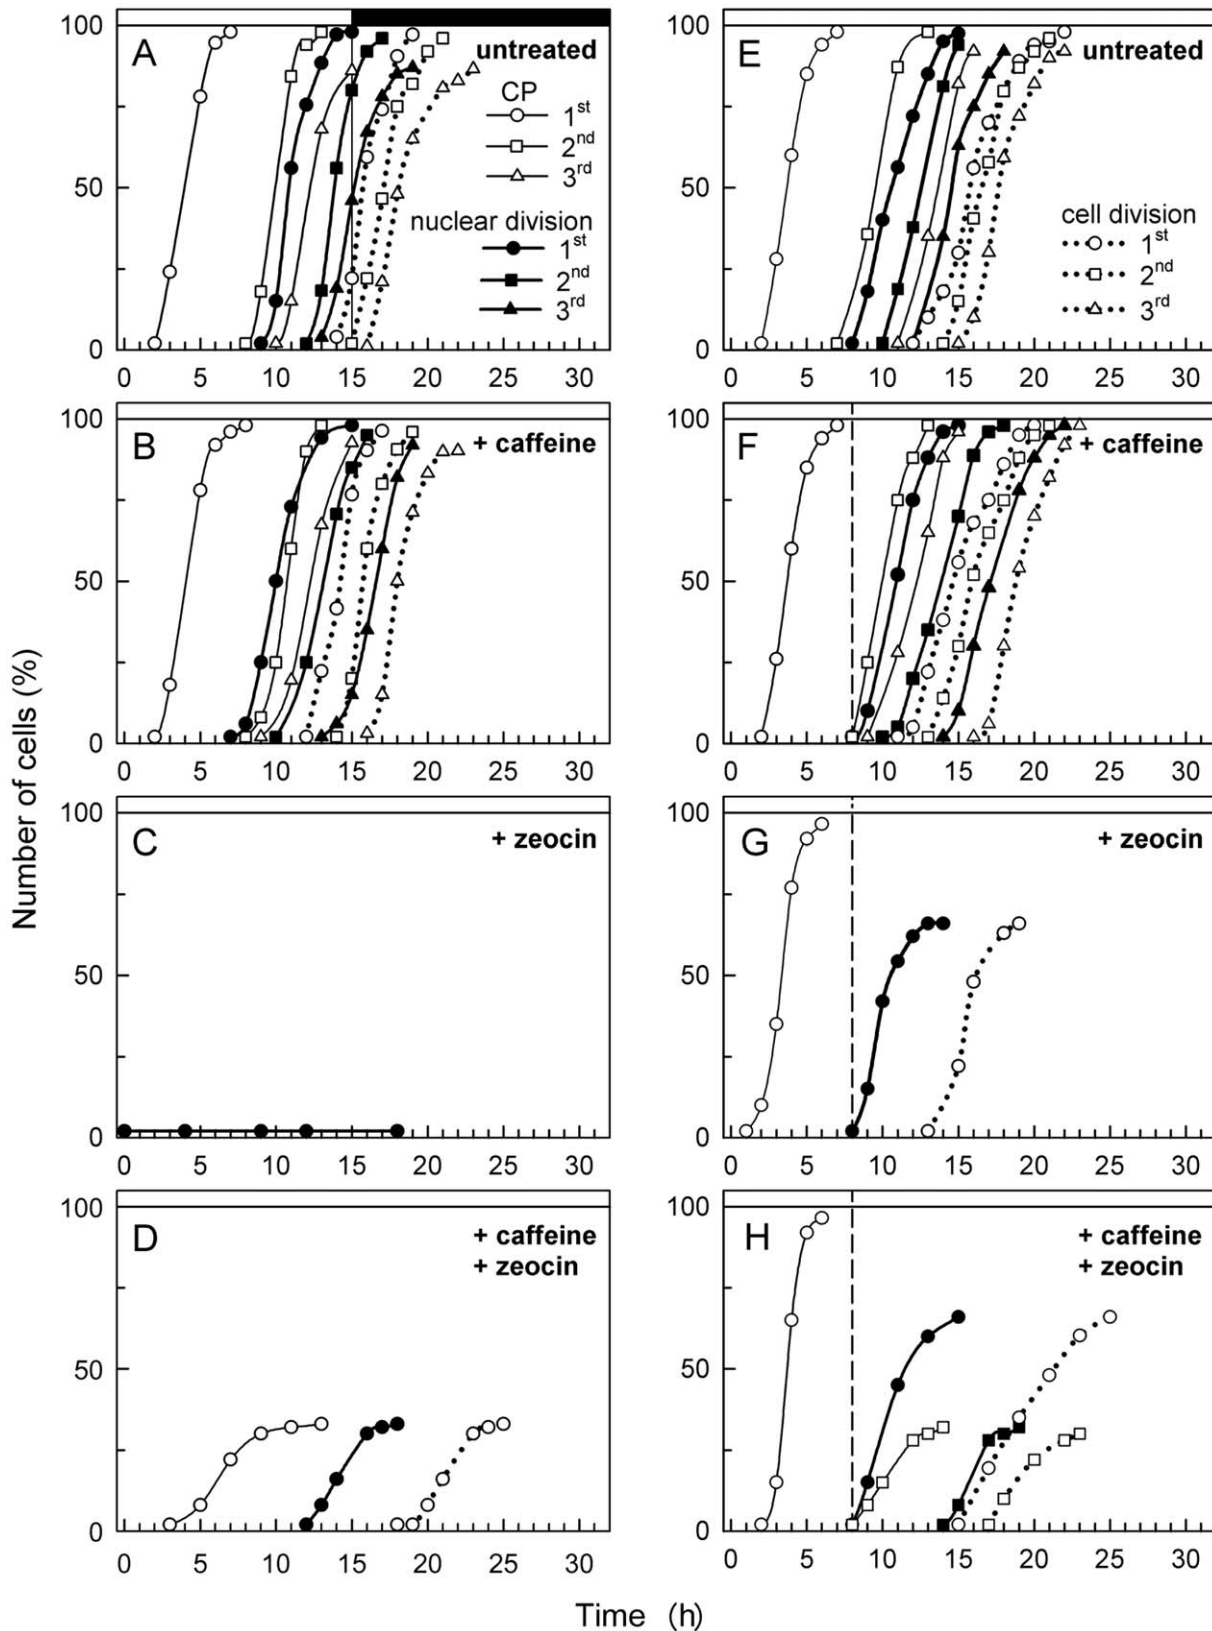 A
untreated
CP
1st
2nd
3rd
nuclear division
1st
2nd
3rd
100
50
0
0 5 10 15 20 25 30
E
untreated
cell division
1st
2nd
3rd
100
50
0
0 5 10 15 20 25 30
B
+ caffeine
100
50
0
0 5 10 15 20 25 30
F
+ caffeine
100
50
0
0 5 10 15 20 25 30
C
+ zeocin
100
50
0
0 5 10 15 20 25 30
G
+ zeocin
100
50
0
0 5 10 15 20 25 30
D
+ caffeine
+ zeocin
100
50
0
0 5 10 15 20 25 30
H
+ caffeine
+ zeocin
100
50
0
0 5 10 15 20 25 30
Number of cells (%)
Time (h)